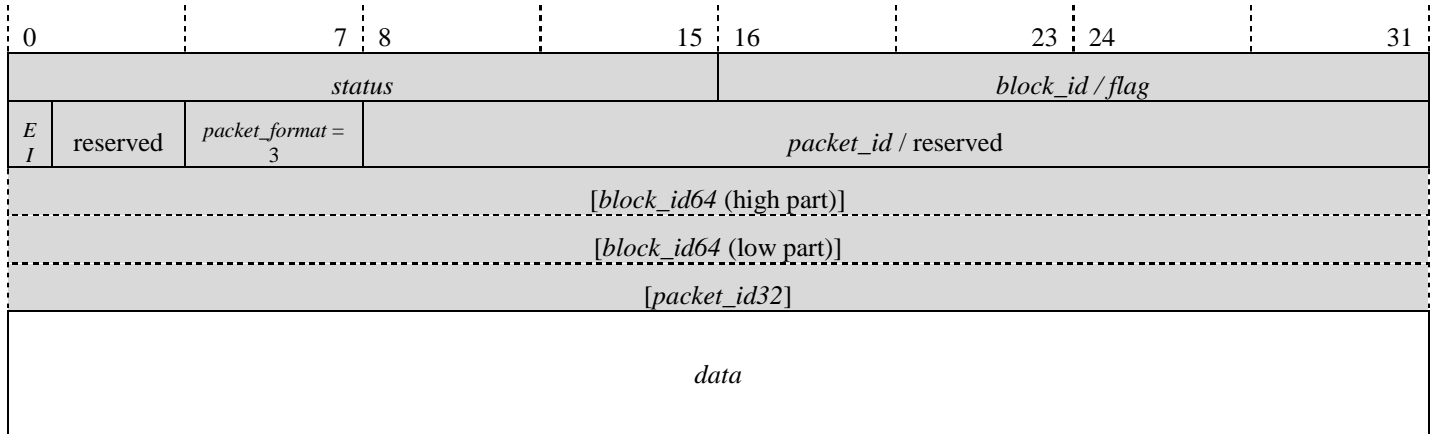 0 7 8 15 16 23 24 31
status block_id / flag
E
I reserved packet_format =
3 packet_id / reserved
[block_id64 (high part)]
[block_id64 (low part)]
[packet_id32]
data